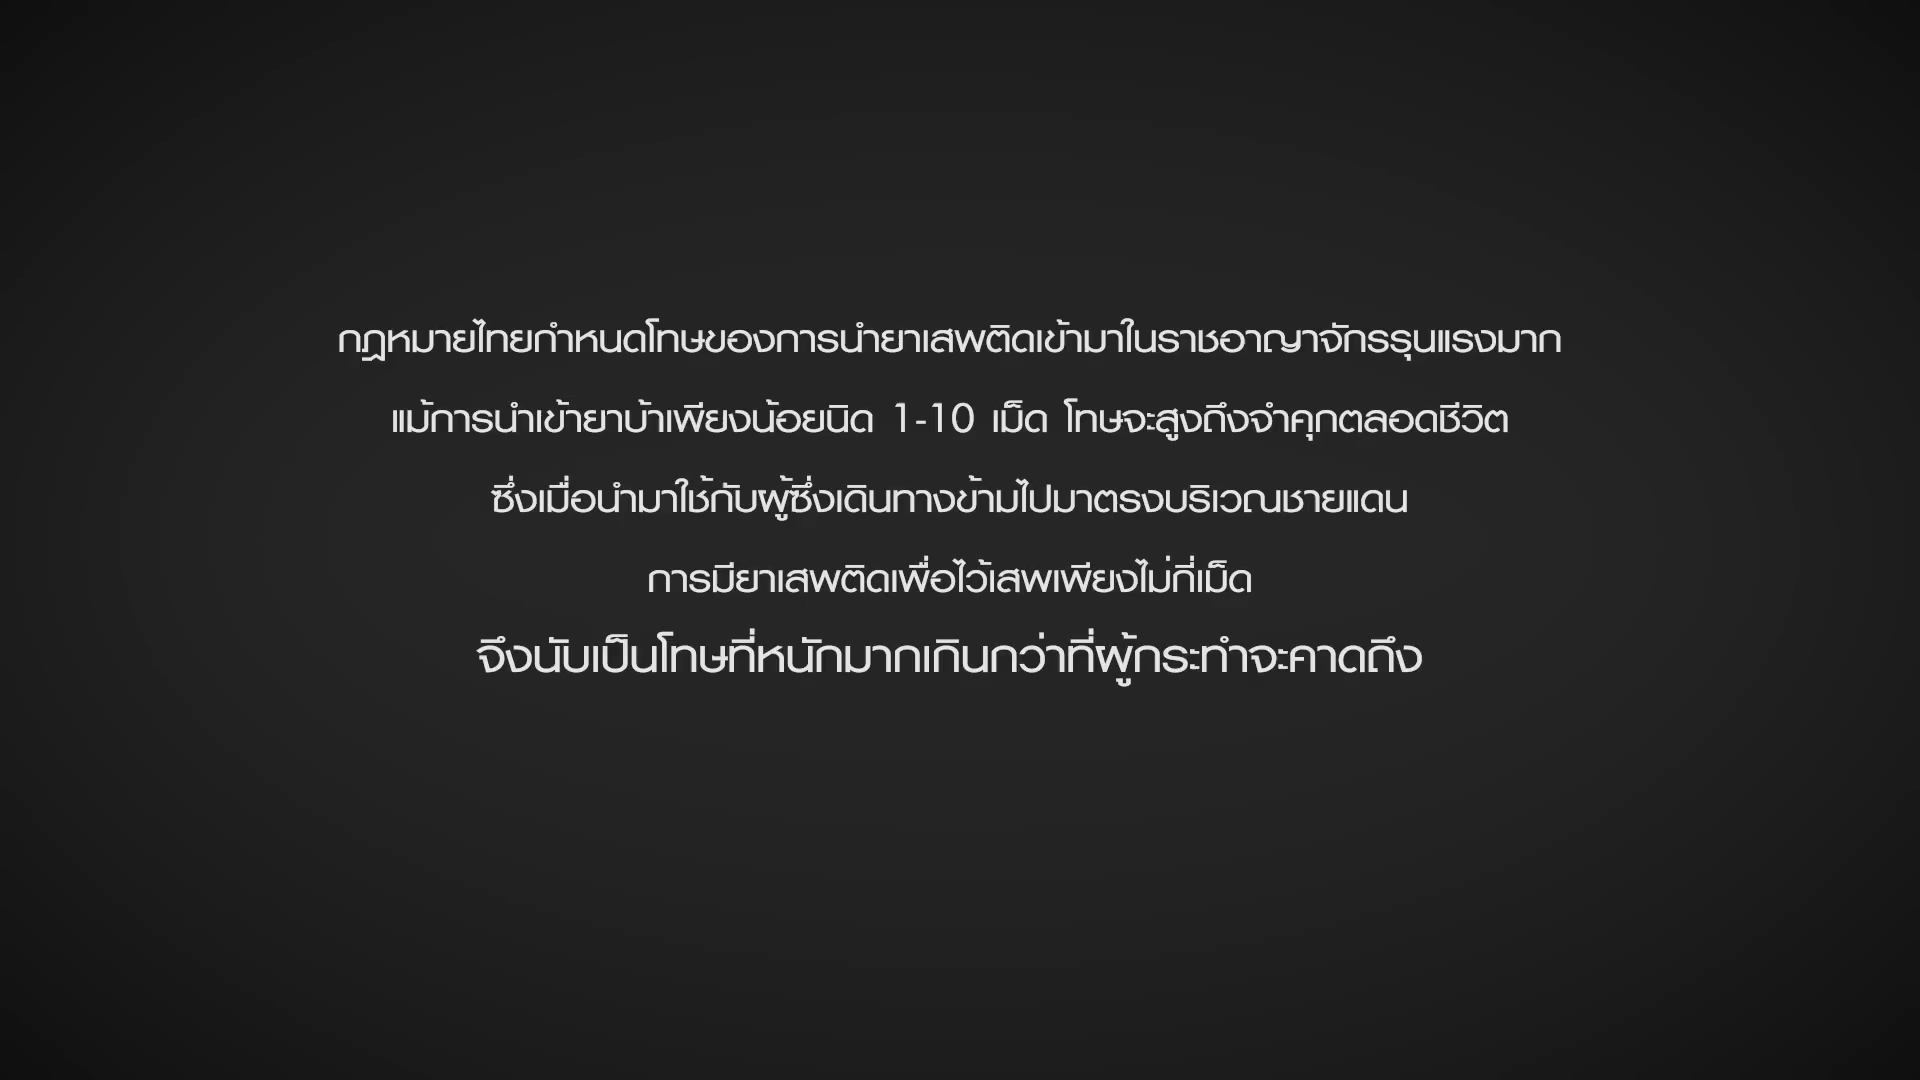 กฎหมายไทยกำหนดโทษของการนำยาเสพติดเข้ามาในราชอาญาจักรรุนแรงมาก
แม้การนำเข้ายาบ้าเพียงน้อยนิด 1-10 เม็ด โทษจะสูงถึงจำคุกตลอดชีวิต
ซึ่งเมื่อนำมาใช้กับผู้ซึ่งเดินทางข้ามไปมาตรงบริเวณชายแดน
การมียาเสพติดเพื่อไว้เสพเพียงไม่กี่เม็ด
จึงนับเป็นโทษที่หนักมากเกินกว่าที่ผู้กระทำจะคาดถึง